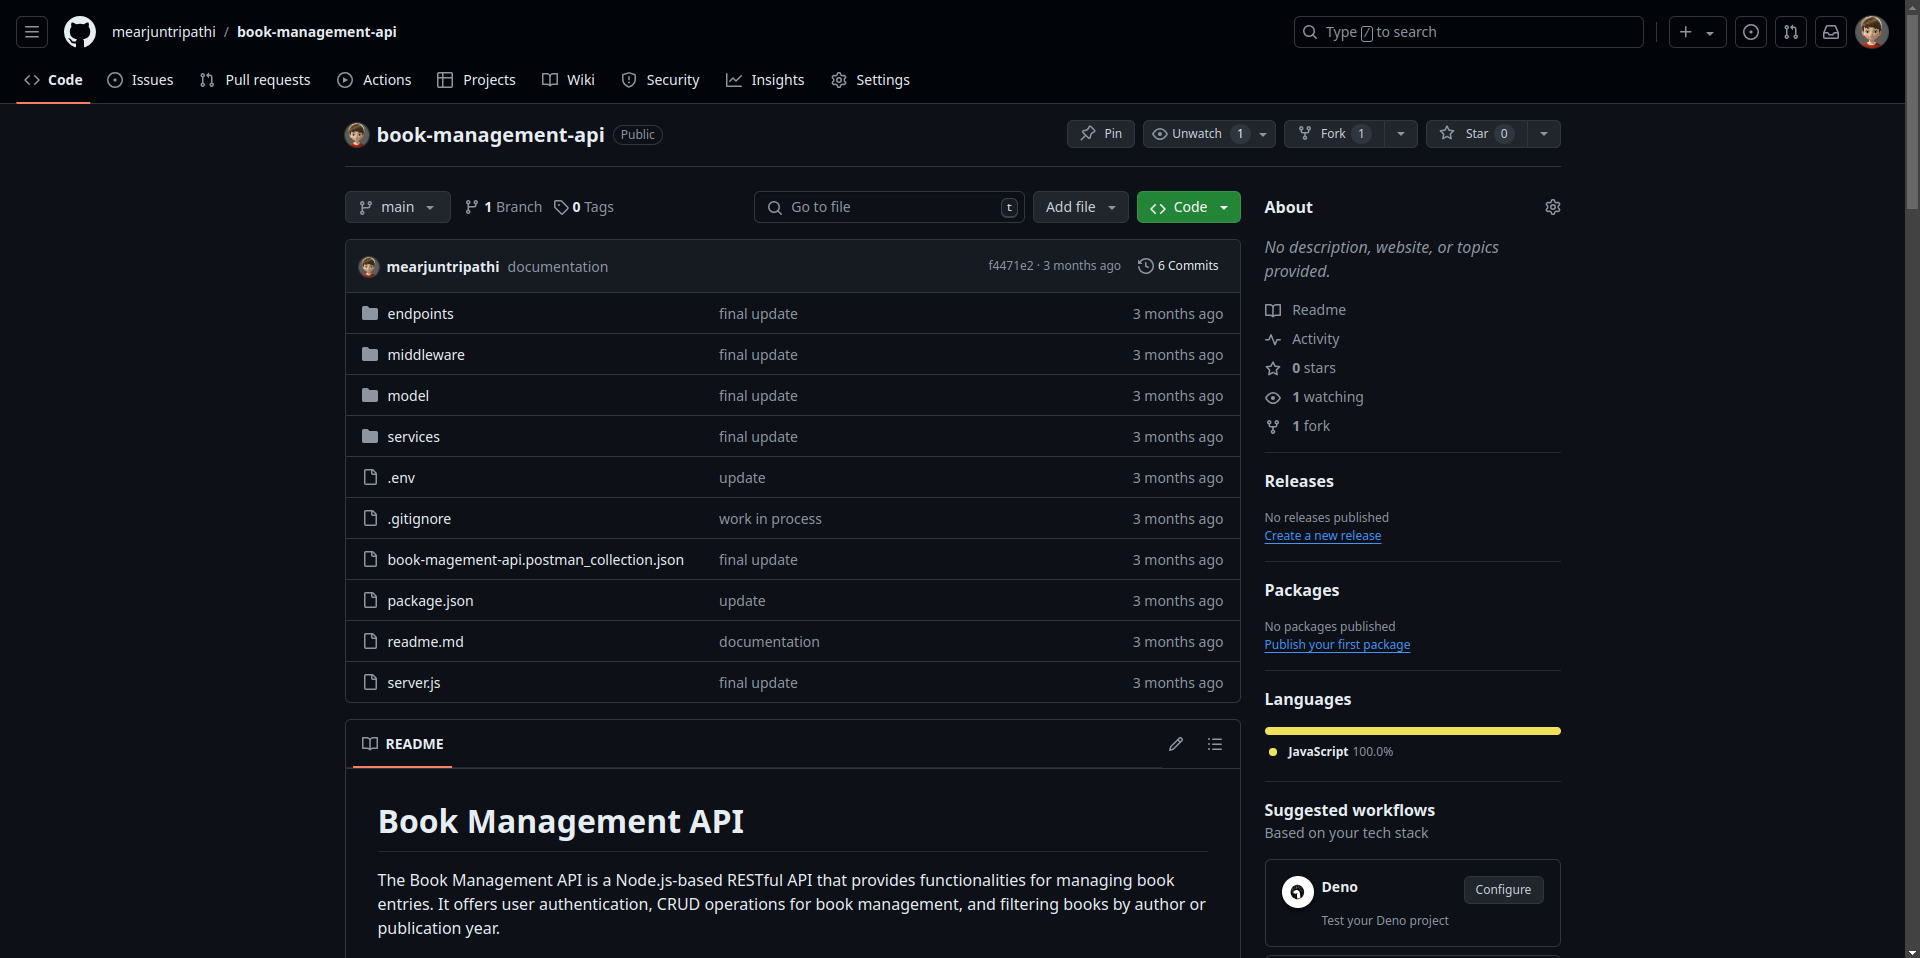 mearjuntripathi / book-management-api
Type / to search
Code Issues Pull requests Actions Projects Wiki Security Insights Settings
book-management-api Public
Pin Unwatch 1 Fork 1 Star 0
main 1 Branch 0 Tags
Go to file t Add file Code
mearjuntripathi documentation f4471e2 · 3 months ago 6 Commits
endpoints final update 3 months ago
middleware final update 3 months ago
model final update 3 months ago
services final update 3 months ago
.env update 3 months ago
.gitignore work in process 3 months ago
book-magement-api.postman_collection.json final update 3 months ago
package.json update 3 months ago
readme.md documentation 3 months ago
server.js final update 3 months ago
README
Book Management API
The Book Management API is a Node.js-based RESTful API that provides functionalities for managing book
entries. It offers user authentication, CRUD operations for book management, and filtering books by author or
publication year.
About
No description, website, or topics
provided.
Readme
Activity
0 stars
1 watching
1 fork
Releases
No releases published
Create a new release
Packages
No packages published
Publish your first package
Languages
JavaScript 100.0%
Suggested workflows
Based on your tech stack
Deno Configure
Test your Deno project